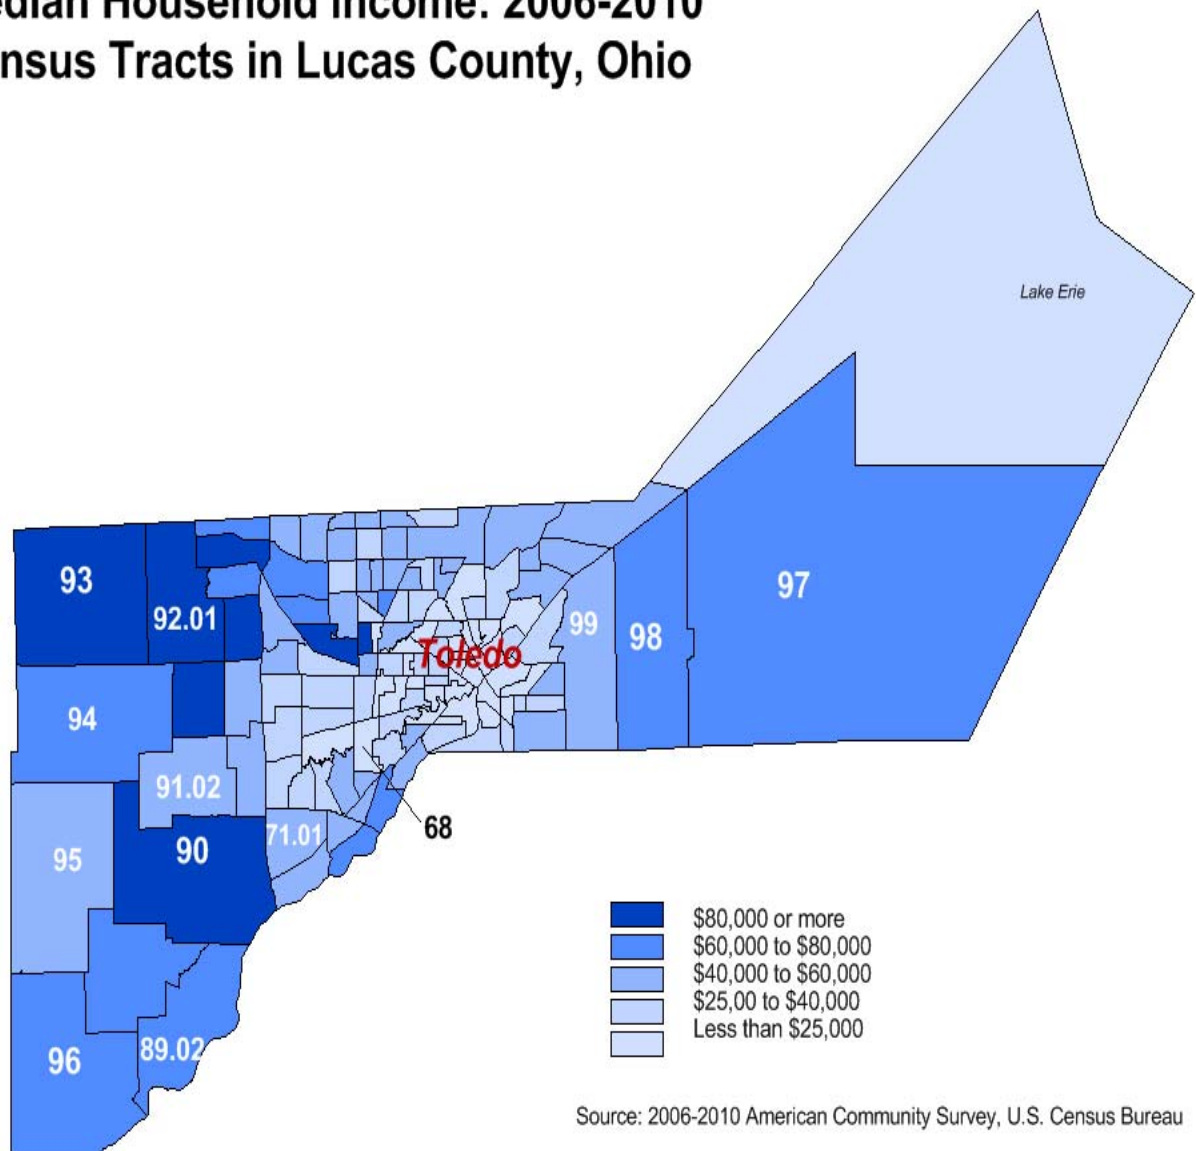 edian Household Income: 2006-2010
nsus Tracts in Lucas County, Ohio
Lake Erie
93
92.01
97
99
98
Toledo
94
91.02
68
71.01
90
95
$80,000 or more
$60,000 to $80,000
$40,000 to $60,000
$25,00 to $40,000
Less than $25,000
96
89.02
Source: 2006-2010 American Community Survey, U.S. Census Bureau